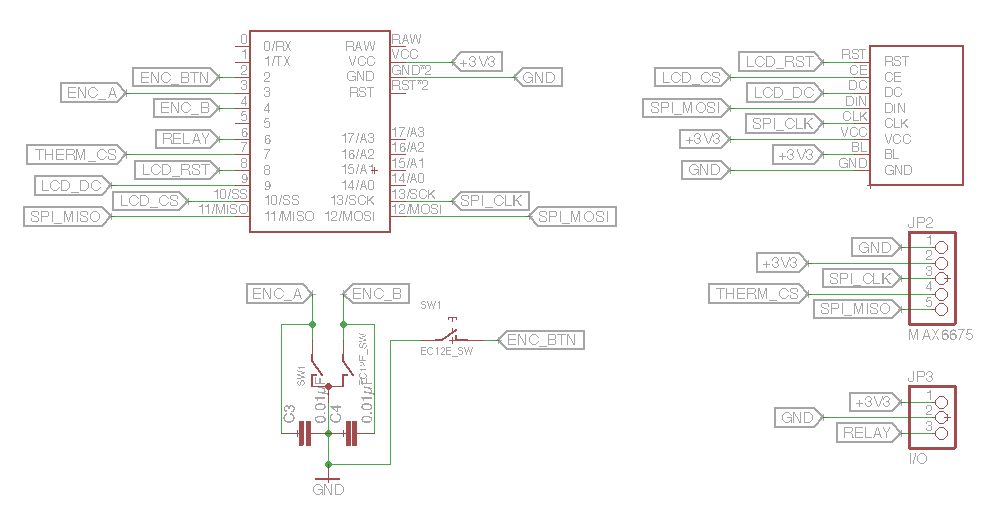 0 0/RX RAW RAW
1 1/TX VCC VCC +3V3
ENC_BTN 2 2 GND GND*2 GND
ENC_A 3 3 RST RST*2
ENC_B 4 4
5 5
RELAY 6 6 17/A3 17/A3
THERM_CS 7 7 16/A2 16/A2
LCD_RST 8 8 15/A1 15/A1
LCD_DC 9 9 14/A0 14/A0
LCD_CS 10/SS 10/SS 13/SCK 13/SCK SPI_CLK
SPI_MISO 11/MISO 11/MISO 12/MOSI 12/MOSI SPI_MOSI
LCD_RST RST RST
LCD_CS CE CE
LCD_DC DC DC
SPI_MOSI DIN DIN
SPI_CLK CLK CLK
+3V3 VCC VCC
+3V3 BL BL
GND GND GND
JP2
GND 1
+3V3 2
SPI_CLK 3
THERM_CS 4
SPI_MISO 5
MAX6675
JP3
+3V3 1
GND 2
RELAY 3
I/O
ENC_A ENC_B
SW1
EC12E_SW
ENC_BTN
SW1
EC12E_SW
C3
0.01µF
C4
0.01µF
GND